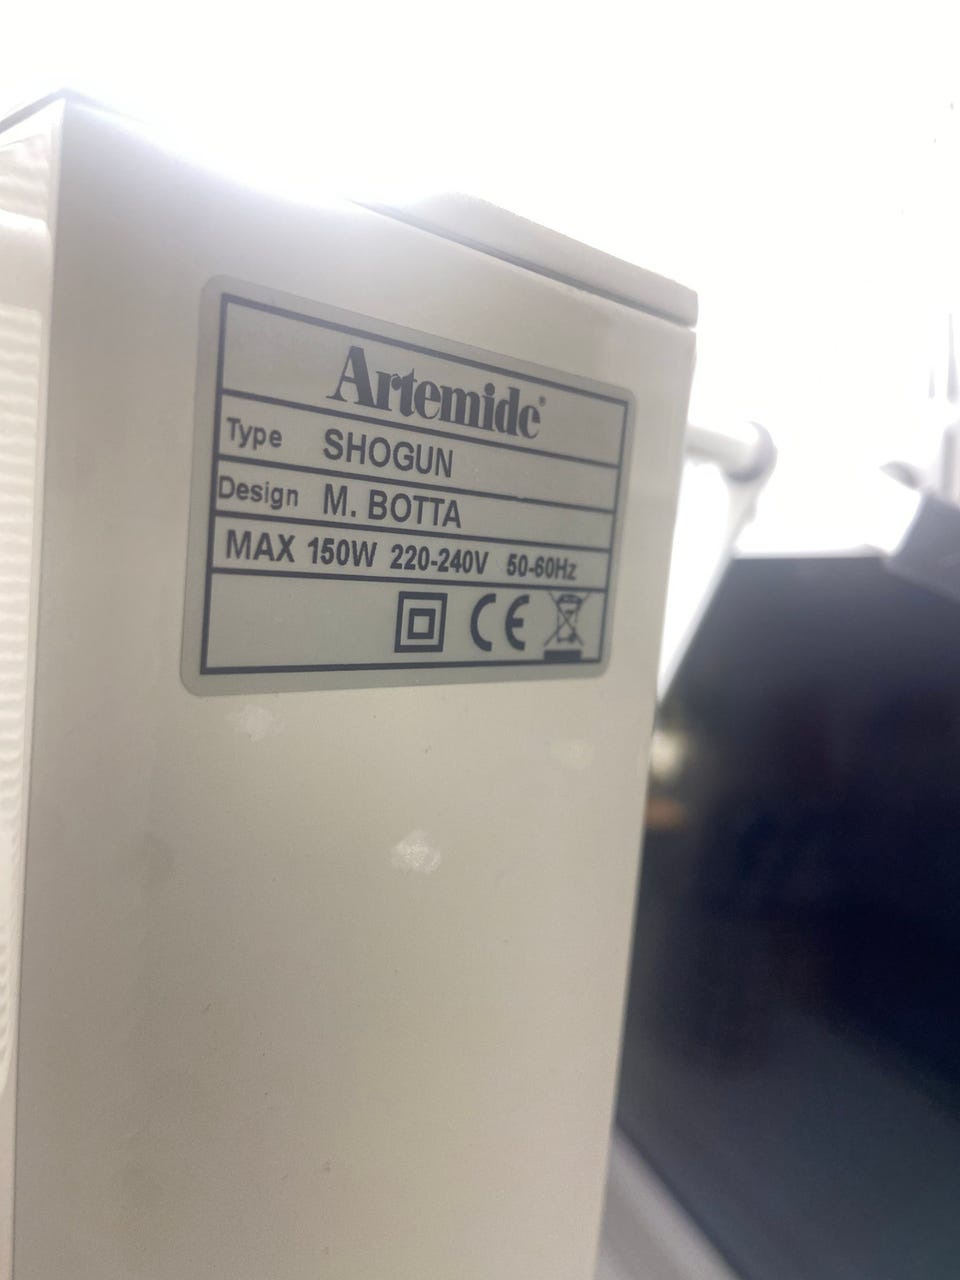 Artemide®
Type SHOGUN
Design M. BOTTA
MAX 150W 220-240V 50-60Hz
CE